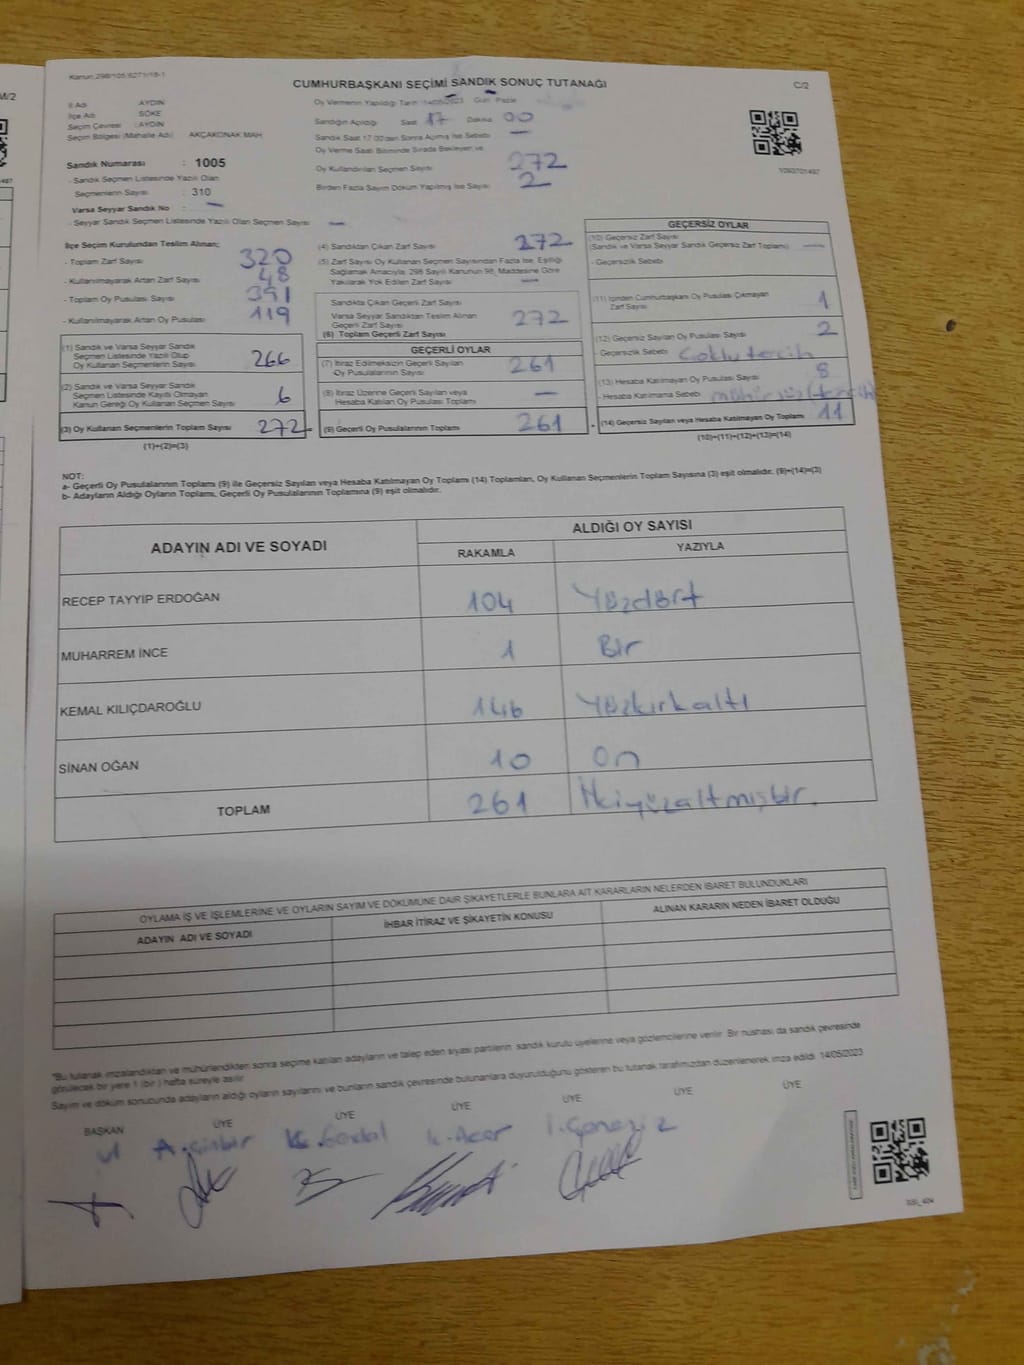 M/2
Kanun:298/105,6271/18-1
CUMHURBAŞKANI SEÇİMİ SANDIK SONUÇ TUTANAĞI
C/2
İl Adı AYDIN
İlçe Adı SÖKE
Seçim Çevresi : AYDIN
Seçim Bölgesi (Mahalle Adı) AKÇAKONAK MAH.
Sandık Numarası : 1005
- Sandık Seçmen Listesinde Yazılı Olan
Seçmenlerin Sayısı : 310
Varsa Seyyar Sandık No : -
- Seyyar Sandık Seçmen Listesinde Yazılı Olan Seçmen Sayısı -
Oy Vermenin Yapıldığı Tarih 14/05/2023 Gün: Pazar
Sandığın Açıldığı Saat 17 Dakika 00
Sandık Saat 17:00'den Sonra Açılmış İse Sebebi -
Oy Verme Saati Bitiminde Sırada Bekleyen ve
Oy Kullandırılan Seçmen Sayısı 272
Birden Fazla Sayım Döküm Yapılmış İse Sayısı 2
İlçe Seçim Kurulundan Teslim Alınan;
- Toplam Zarf Sayısı 320
- Kullanılmayarak Artan Zarf Sayısı 48
- Toplam Oy Pusulası Sayısı 391
- Kullanılmayarak Artan Oy Pusulası 119
(1) Sandık ve Varsa Seyyar Sandık
Seçmen Listesinde Yazılı Olup
Oy Kullanan Seçmenlerin Sayısı 266
(2) Sandık ve Varsa Seyyar Sandık
Seçmen Listesinde Kaydı Olmayan
Kanun Gereği Oy Kullanan Seçmen Sayısı 6
(3) Oy Kullanan Seçmenlerin Toplam Sayısı 272
(1)+(2)=(3)
(4) Sandıktan Çıkan Zarf Sayısı 272
(5) Zarf Sayısı Oy Kullanan Seçmen Sayısından Fazla İse, Eşitliği
Sağlamak Amacıyla, 298 Sayılı Kanunun 98. Maddesine Göre
Yakılarak Yok Edilen Zarf Sayısı -
Sandıkta Çıkan Geçerli Zarf Sayısı
Varsa Seyyar Sandıktan Teslim Alınan
Geçerli Zarf Sayısı 272
(6) Toplam Geçerli Zarf Sayısı
GEÇERLİ OYLAR
(7) İtiraz Edilmeksizin Geçerli Sayılan
Oy Pusulalarının Sayısı 261
(8) İtiraz Üzerine Geçerli Sayılan veya
Hesaba Katılan Oy Pusulası Toplamı -
(9) Geçerli Oy Pusulalarının Toplamı 261
Y093701497
GEÇERSİZ OYLAR
(10) Geçersiz Zarf Sayısı
(Sandık ve Varsa Seyyar Sandık Geçersiz Zarf Toplamı) -
- Geçersizlik Sebebi
(11) İçinden Cumhurbaşkanı Oy Pusulası Çıkmayan
Zarf Sayısı 1
(12) Geçersiz Sayılan Oy Pusulası Sayısı 2
- Geçersizlik Sebebi Çoklu tercih
(13) Hesaba Katılmayan Oy Pusulası Sayısı 8
- Hesaba Katılmama Sebebi
(14) Geçersiz Sayılan veya Hesaba Katılmayan Oy Toplamı 11
(10)+(11)+(12)+(13)=(14)
NOT:
a- Geçerli Oy Pusulalarının Toplamı (9) ile Geçersiz Sayılan veya Hesaba Katılmayan Oy Toplamı (14) Toplamları, Oy Kullanan Seçmenlerin Toplam Sayısına (3) eşit olmalıdır. (9)+(14)=(3)
b- Adayların Aldığı Oyların Toplamı, Geçerli Oy Pusulalarının Toplamına (9) eşit olmalıdır.
ADAYIN ADI VE SOYADI
ALDIĞI OY SAYISI
RAKAMLA YAZIYLA
RECEP TAYYIP ERDOĞAN 104 Yüzdört
MUHARREM İNCE 1 Bir
KEMAL KILIÇDAROĞLU 146 Yüzkırkaltı
SİNAN OĞAN 10 On
TOPLAM 261 İkiyüzaltmışbir.
OYLAMA İŞ VE İŞLEMLERİNE VE OYLARIN SAYIM VE DÖKÜMÜNE DAİR ŞİKAYETLERLE BUNLARA AİT KARARLARIN NELERDEN İBARET BULUNDUKLARI
ADAYIN ADI VE SOYADI
İHBAR İTİRAZ VE ŞİKAYETİN KONUSU
ALINAN KARARIN NEDEN İBARET OLDUĞU
*Bu tutanak imzalandıktan ve mühürlendikten sonra seçime katılan adayların ve talep eden siyasi partilerin sandık kurulu üyelerine veya gözlemcilerine verilir. Bir nüshası da sandık çevresinde
görülecek bir yere 1 (bir) hafta süreyle asılır.
Sayım ve döküm sonucunda adayların aldığı oyların sayılarını ve bunların sandık çevresinde bulunanlara duyurulduğunu gösteren bu tutanak tarafımızdan düzenlenerek imza edildi. 14/05/2023
BAŞKAN ÜYE ÜYE ÜYE ÜYE ÜYE ÜYE